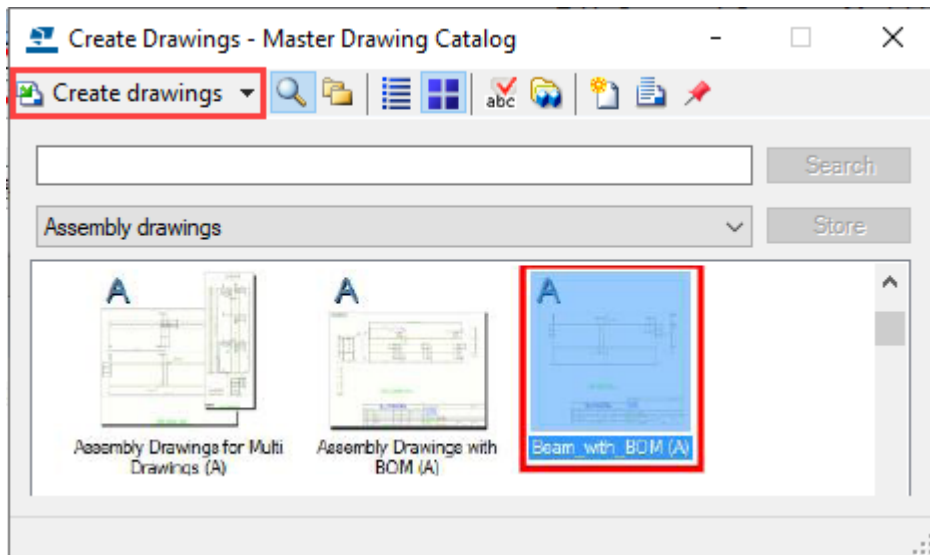 Create Drawings - Master Drawing Catalog
Create drawings
abc
Search
Assembly drawings
Store
A
A
A
Assembly Drawings for Multi
Drawings (A)
Assembly Drawings with
BOM (A)
Beam_with_BOM (A)